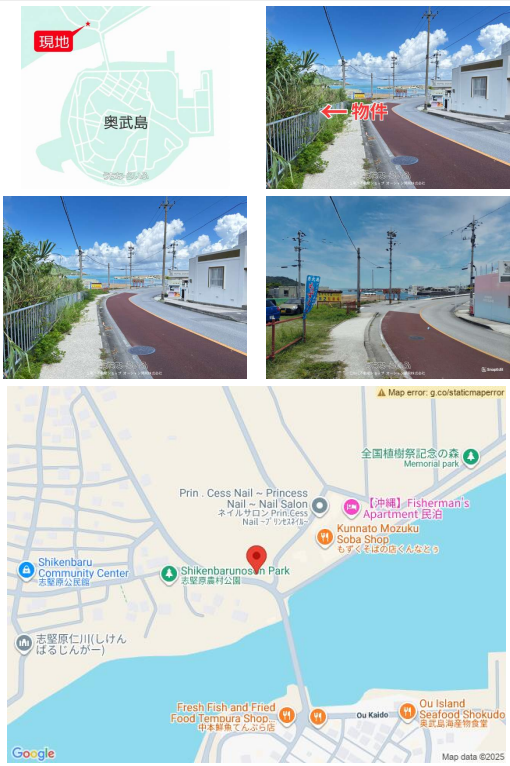 現地
奥武島
← 物件
Map error: g.co/staticmaperror
全国植樹祭記念の森
Memorial park
Prin . Cess Nail ~ Princess
Nail ~ Nail Salon
ネイルサロン Prin.Cess
Nail ~プリンセスネイル~
【沖縄】Fisherman's
Apartment 民泊
Kunnato Mozuku
Soba Shop
もずくそばの店くんなとぅ
Shikenbaru
Community Center
志堅原公民館
Shikenbarunoson Park
志堅原農村公園
志堅原仁川(しけん
ばるじんがー)
Fresh Fish and Fried
Food Tempura Shop...
中本鮮魚てんぷら店
Ou Kaido
Ou Island
Seafood Shokudo
奥武島海産物食堂
Google
Map data ©2025